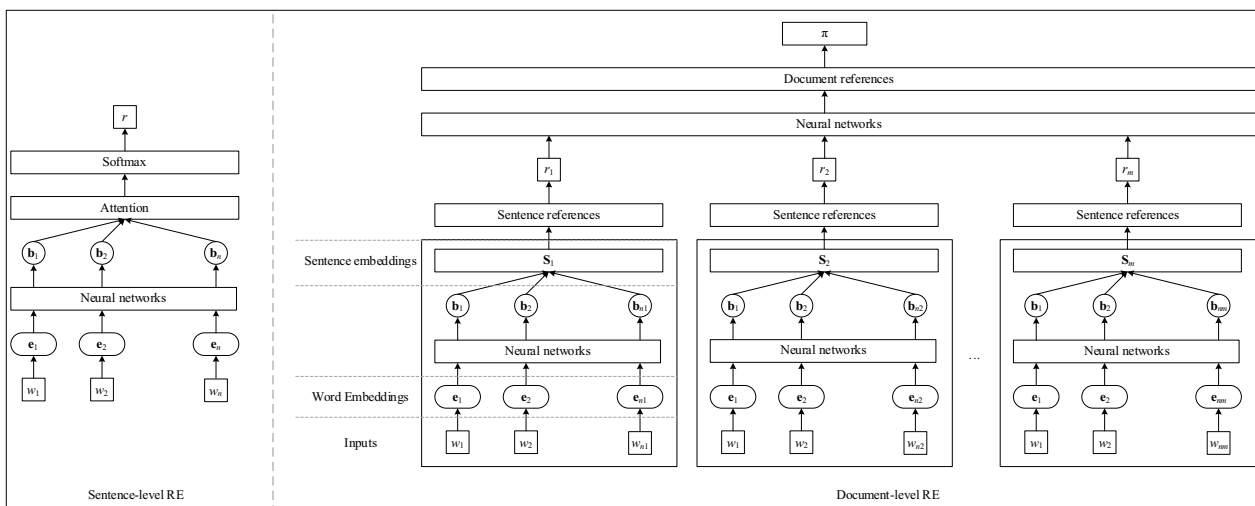 π
Document references
Neural networks
r
r1 r2 rm
Softmax
Attention
Sentence references Sentence references Sentence references
b1 b2 bn
Sentence embeddings S1 S2 Sm
Neural networks
b1 b2 bn1 b1 b2 bn2 b1 b2 bnm
e1 e2 en
Neural networks Neural networks ... Neural networks
w1 w2 wn
Word Embeddings e1 e2 en1 e1 e2 en2 e1 e2 enm
Inputs w1 w2 wn1 w1 w2 wn2 w1 w2 wnm
Sentence-level RE Document-level RE